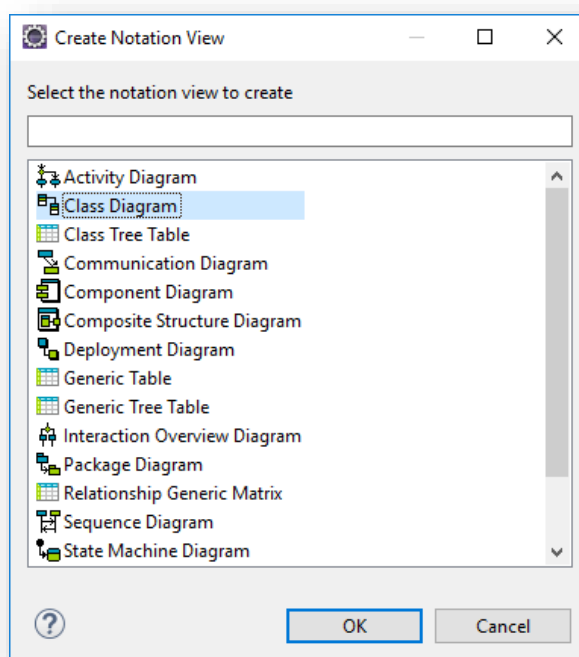 Create Notation View
Select the notation view to create
Activity Diagram
Class Diagram
Class Tree Table
Communication Diagram
Component Diagram
Composite Structure Diagram
Deployment Diagram
Generic Table
Generic Tree Table
Interaction Overview Diagram
Package Diagram
Relationship Generic Matrix
Sequence Diagram
State Machine Diagram
OK Cancel